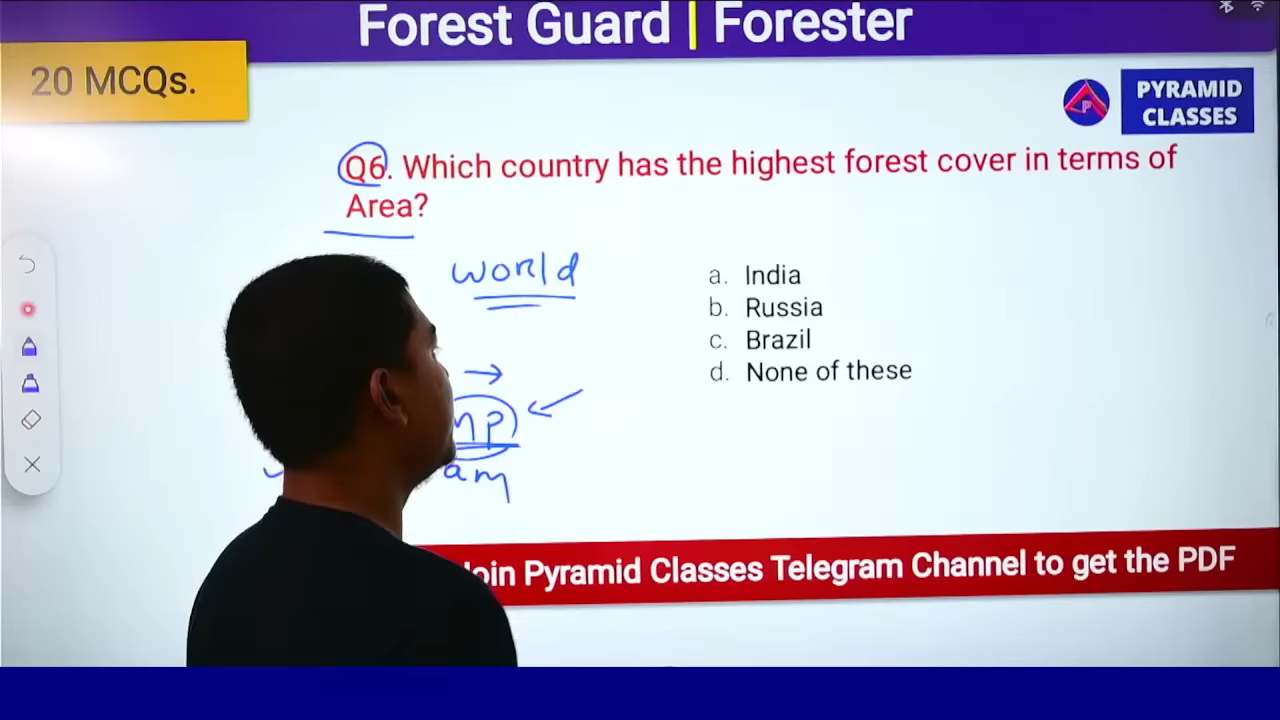 Forest Guard | Forester
20 MCQs.
PYRAMID
CLASSES
Q6. Which country has the highest forest cover in terms of
Area?
world
a. India
b. Russia
c. Brazil
d. None of these
Join Pyramid Classes Telegram Channel to get the PDF